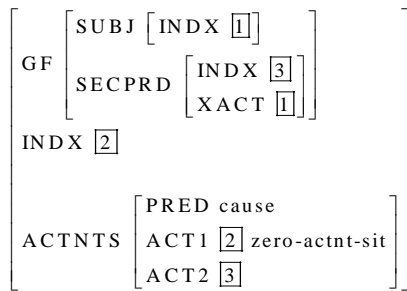 SUBJ [INDX 1]
GF
INDX 3
SECPRD
XACT 1
INDX 2
PRED cause
ACTNTS ACT1 2 zero-actnt-sit
ACT2 3